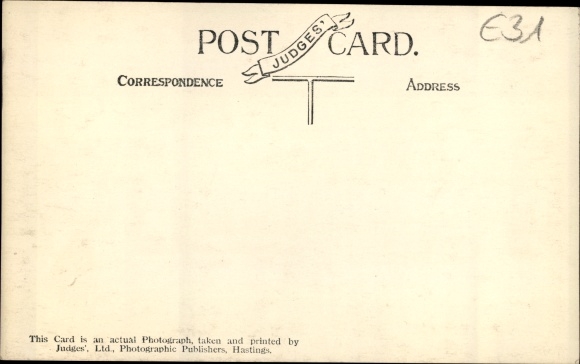 E31
POST JUDGES' CARD.
CORRESPONDENCE ADDRESS
This Card is an actual Photograph, taken and printed by
Judges', Ltd., Photographic Publishers, Hastings.